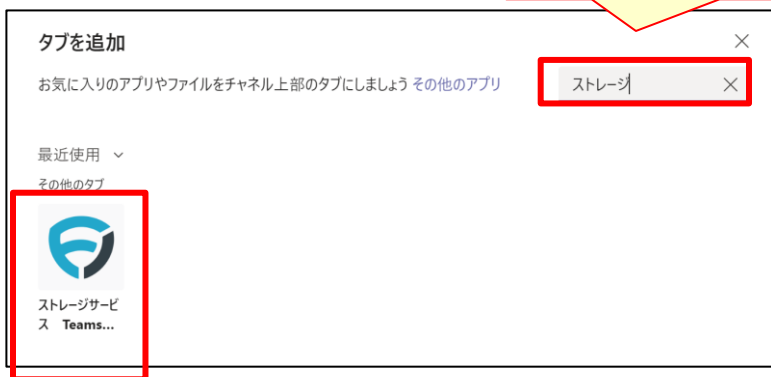 タブを追加
お気に入りのアプリやファイルをチャネル上部のタブにしましょう その他のアプリ
ストレージ
最近使用
その他のタブ
ストレージサービ
ス Teams...